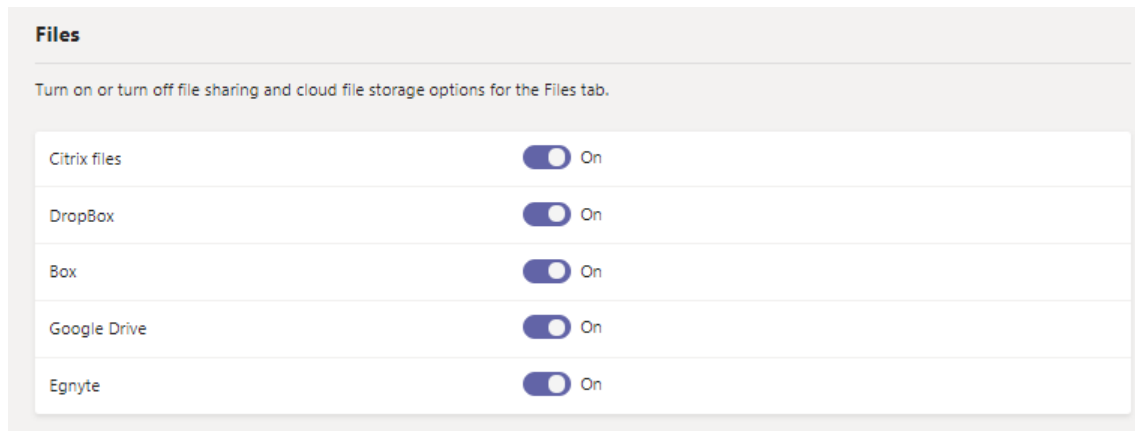 Files
Turn on or turn off file sharing and cloud file storage options for the Files tab.
Citrix files On
DropBox On
Box On
Google Drive On
Egnyte On